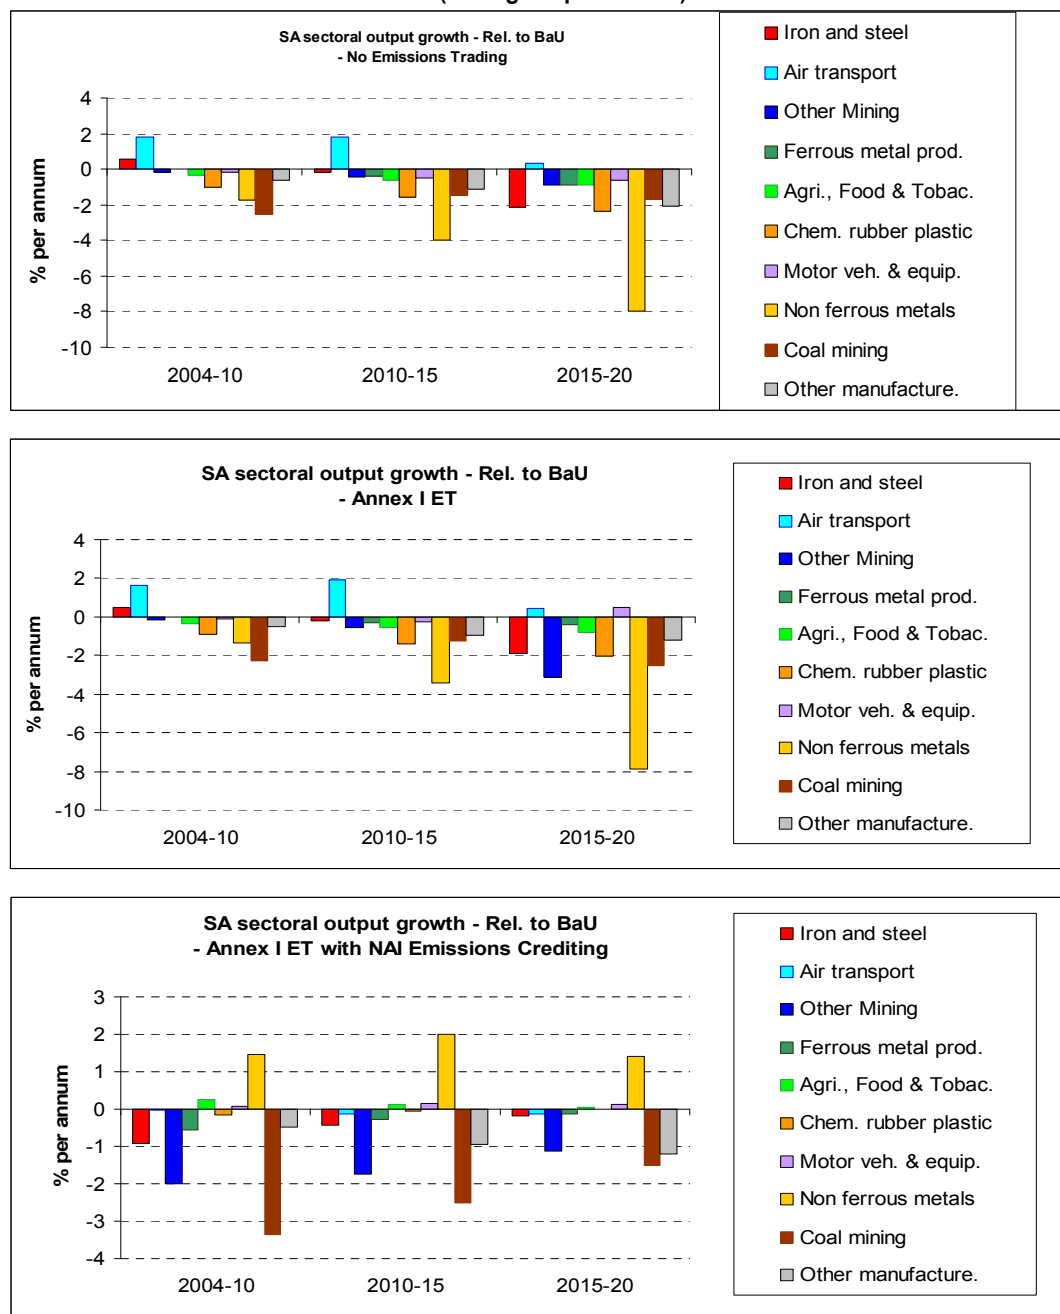 SA sectoral output growth - Rel. to BaU
- No Emissions Trading
% per annum
4
2
0
-2
-4
-6
-8
-10
2004-10
2010-15
2015-20
Iron and steel
Air transport
Other Mining
Ferrous metal prod.
Agri., Food & Tobac.
Chem. rubber plastic
Motor veh. & equip.
Non ferrous metals
Coal mining
Other manufacture.
SA sectoral output growth - Rel. to BaU
- Annex I ET
% per annum
4
2
0
-2
-4
-6
-8
-10
2004-10
2010-15
2015-20
Iron and steel
Air transport
Other Mining
Ferrous metal prod.
Agri., Food & Tobac.
Chem. rubber plastic
Motor veh. & equip.
Non ferrous metals
Coal mining
Other manufacture.
SA sectoral output growth - Rel. to BaU
- Annex I ET with NAI Emissions Crediting
% per annum
3
2
1
0
-1
-2
-3
-4
2004-10
2010-15
2015-20
Iron and steel
Air transport
Other Mining
Ferrous metal prod.
Agri., Food & Tobac.
Chem. rubber plastic
Motor veh. & equip.
Non ferrous metals
Coal mining
Other manufacture.